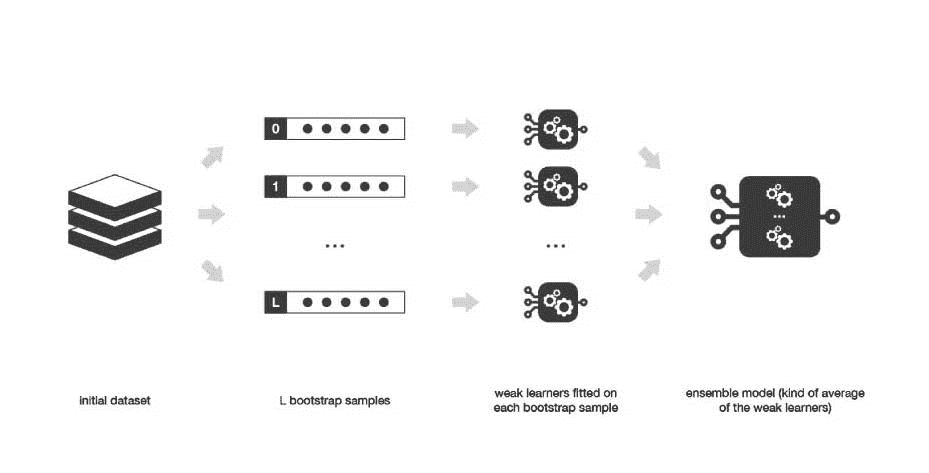 0
1
...
...
...
L
initial dataset
L bootstrap samples
weak learners fitted on
each bootstrap sample
ensemble model (kind of average
of the weak learners)